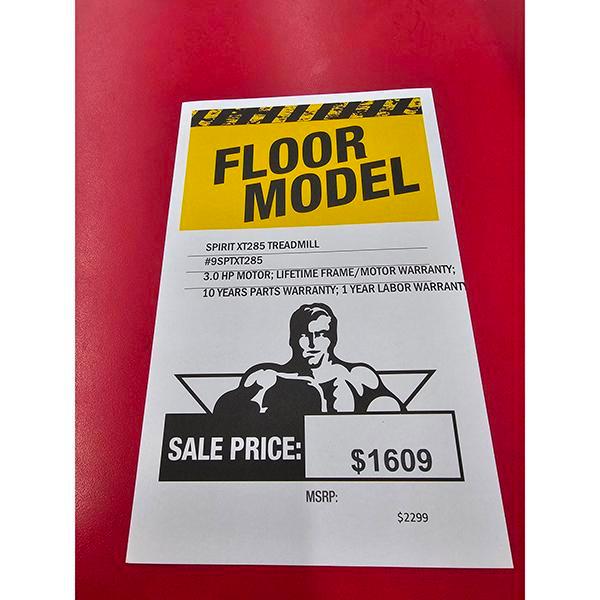 FLOOR
MODEL
SPIRIT XT285 TREADMILL
#9SPTXT285
3.0 HP MOTOR; LIFETIME FRAME/MOTOR WARRANTY;
10 YEARS PARTS WARRANTY; 1 YEAR LABOR WARRANTY
SALE PRICE: $1609
MSRP:
$2299